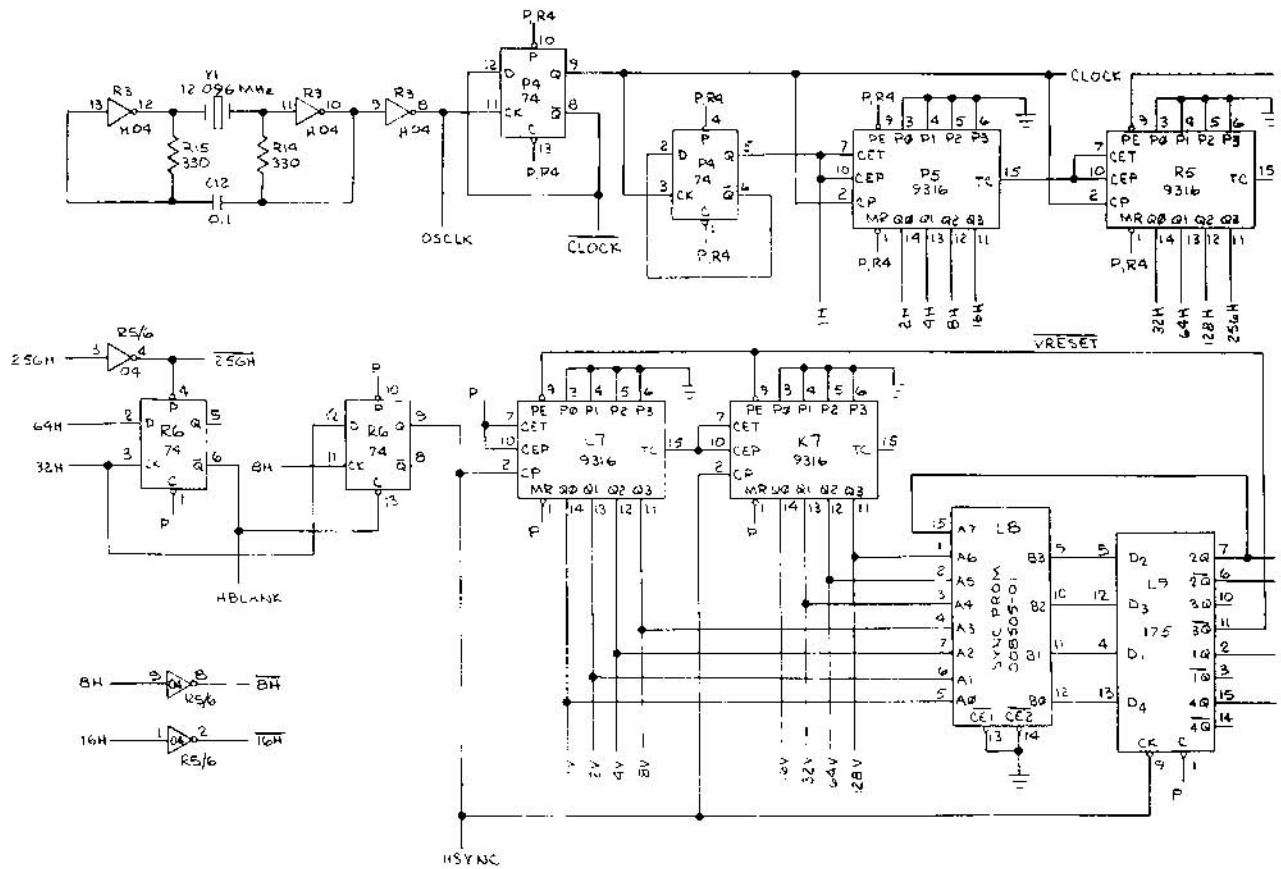 P,R4
10
P
12 D P4 Q 9
74
11 CK Q̅ 8
C
13
P,R4
Y1
12.096 MHz
R3 R3 R3
13 12 11 10 9 8
H04 H04 H04
R15
330
R14
330
C12
0.1
OSCLK
CLOCK
CLOCK
P,R4
4
P
2 D P4 Q 5
74
3 CK Q̅ 6
C
1
P,R4
P,R4
9 3 4 5 6
PE P0 P1 P2 P3
7 CET
10 CEP P5 TC 15
2 CP 9316
MR Q0 Q1 Q2 Q3
1 14 13 12 11
P,R4
1H 2H 4H 8H 16H
9 3 4 5 6
PE P0 P1 P2 P3
7 CET
10 CEP R5 TC 15
2 CP 9316
MR Q0 Q1 Q2 Q3
1 14 13 12 11
P,R4
32H 64H 128H 256H
R5/6
256H 3 4 256H
04
4
P
64H 2 D R6 Q 5
74
32H 3 CK Q̅ 6
C
1
P
P
10
P
12 D R6 Q 9
74
8H 11 CK Q̅ 8
C
13
HBLANK
VRESET
P
9 3 4 5 6
PE P0 P1 P2 P3
7 CET
10 CEP L7 TC 15
2 CP 9316
MR Q0 Q1 Q2 Q3
1 14 13 12 11
P
1V 2V 4V 8V
9 3 4 5 6
PE P0 P1 P2 P3
7 CET
10 CEP K7 TC 15
2 CP 9316
MR Q0 Q1 Q2 Q3
1 14 13 12 11
P
16V 32V 64V 128V
L8
SYNC PROM
008505-01
15 A7
1 A6
2 A5
3 A4
4 A3
7 A2
6 A1
5 A0
B3 9
B2 10
B1 11
B0 12
CE1 CE2
13 14
L9
175
5 D2
12 D3
4 D1
13 D4
2Q 7
2Q̅ 6
3Q 10
3Q̅ 11
1Q 2
1Q̅ 3
4Q 15
4Q̅ 14
CK C
9 1
P
8H 9 04 8 8H
R5/6
16H 1 04 2 16H
R5/6
HSYNC